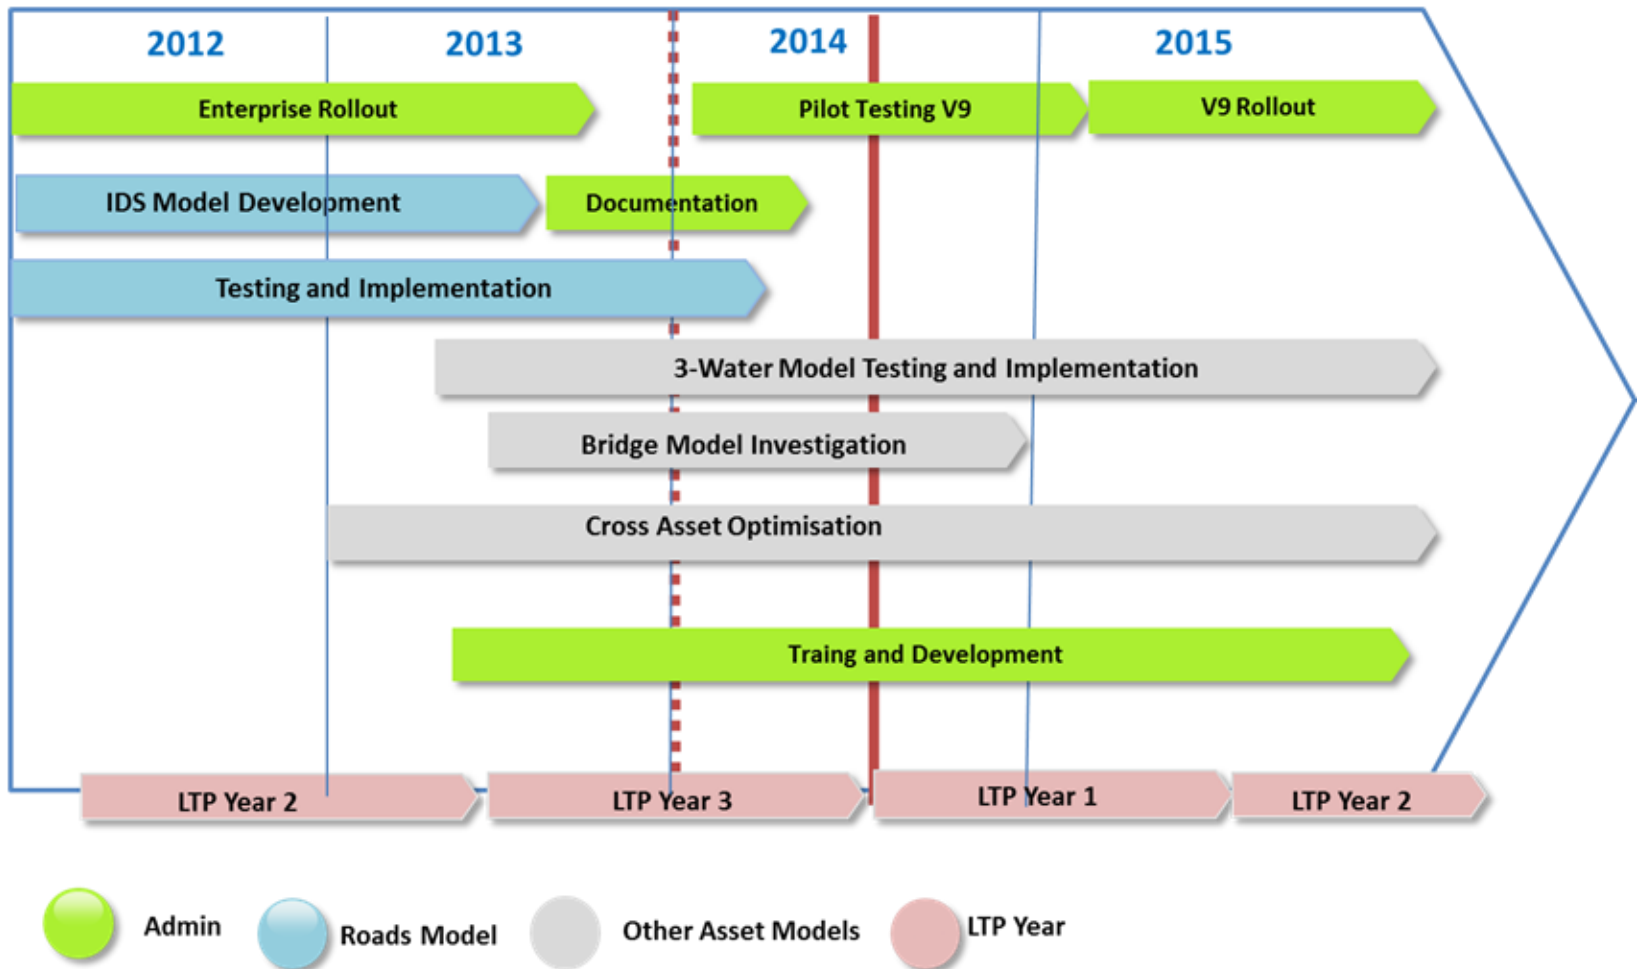 2012
2013
2014
2015
Enterprise Rollout
Pilot Testing V9
V9 Rollout
IDS Model Development
Documentation
Testing and Implementation
3-Water Model Testing and Implementation
Bridge Model Investigation
Cross Asset Optimisation
Traing and Development
LTP Year 2
LTP Year 3
LTP Year 1
LTP Year 2
Admin
Roads Model
Other Asset Models
LTP Year